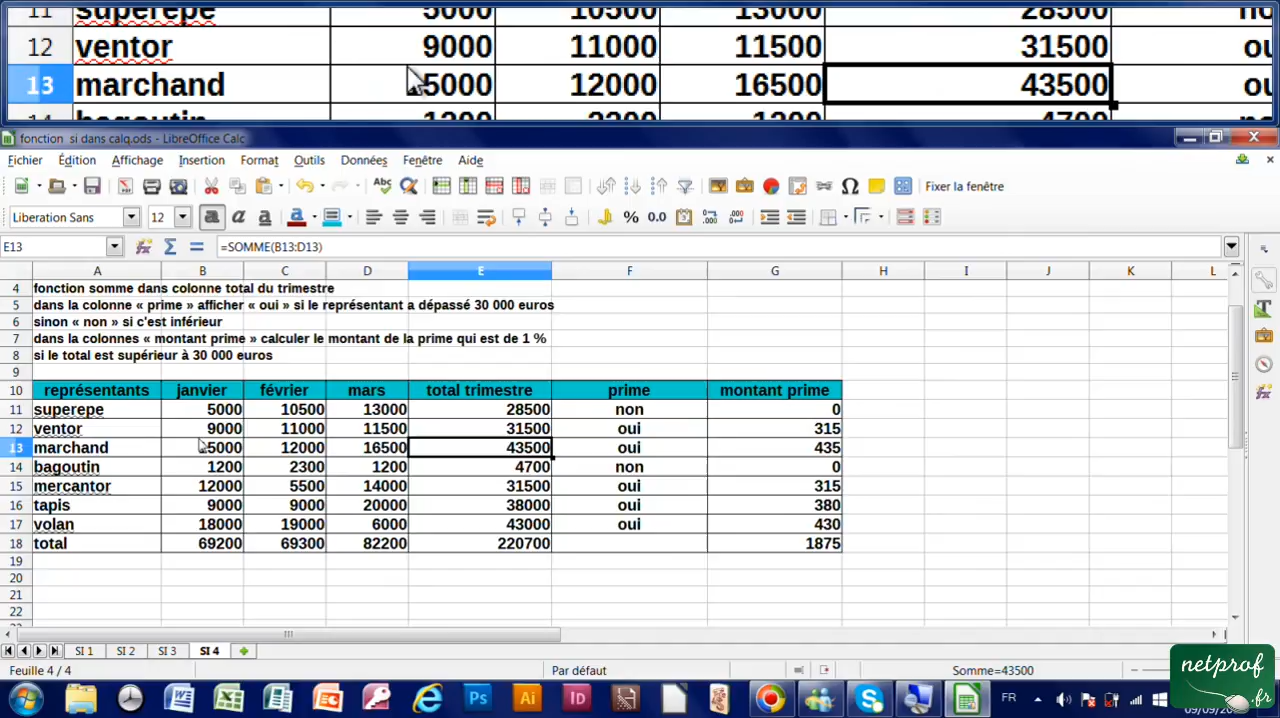 superepe 5000 10500 13000 28500
12 ventor 9000 11000 11500 31500
13 marchand 5000 12000 16500 43500
fonction si dans calq.ods - LibreOffice Calc
Fichier Édition Affichage Insertion Format Outils Données Fenêtre Aide
Fixer la fenêtre
Liberation Sans 12
E13 =SOMME(B13:D13)
A B C D E F G H I J K L
4 fonction somme dans colonne total du trimestre
5 dans la colonne « prime » afficher « oui » si le représentant a dépassé 30 000 euros
6 sinon « non » si c'est inférieur
7 dans la colonnes « montant prime » calculer le montant de la prime qui est de 1 %
8 si le total est supérieur à 30 000 euros
9
10 représentants janvier février mars total trimestre prime montant prime
11 superepe 5000 10500 13000 28500 non 0
12 ventor 9000 11000 11500 31500 oui 315
13 marchand 5000 12000 16500 43500 oui 435
14 bagoutin 1200 2300 1200 4700 non 0
15 mercantor 12000 5500 14000 31500 oui 315
16 tapis 9000 9000 20000 38000 oui 380
17 volan 18000 19000 6000 43000 oui 430
18 total 69200 69300 82200 220700 1875
19
20
21
22
SI 1 SI 2 SI 3 SI 4
Feuille 4 / 4 Par défaut Somme=43500
netprof
.fr
FR